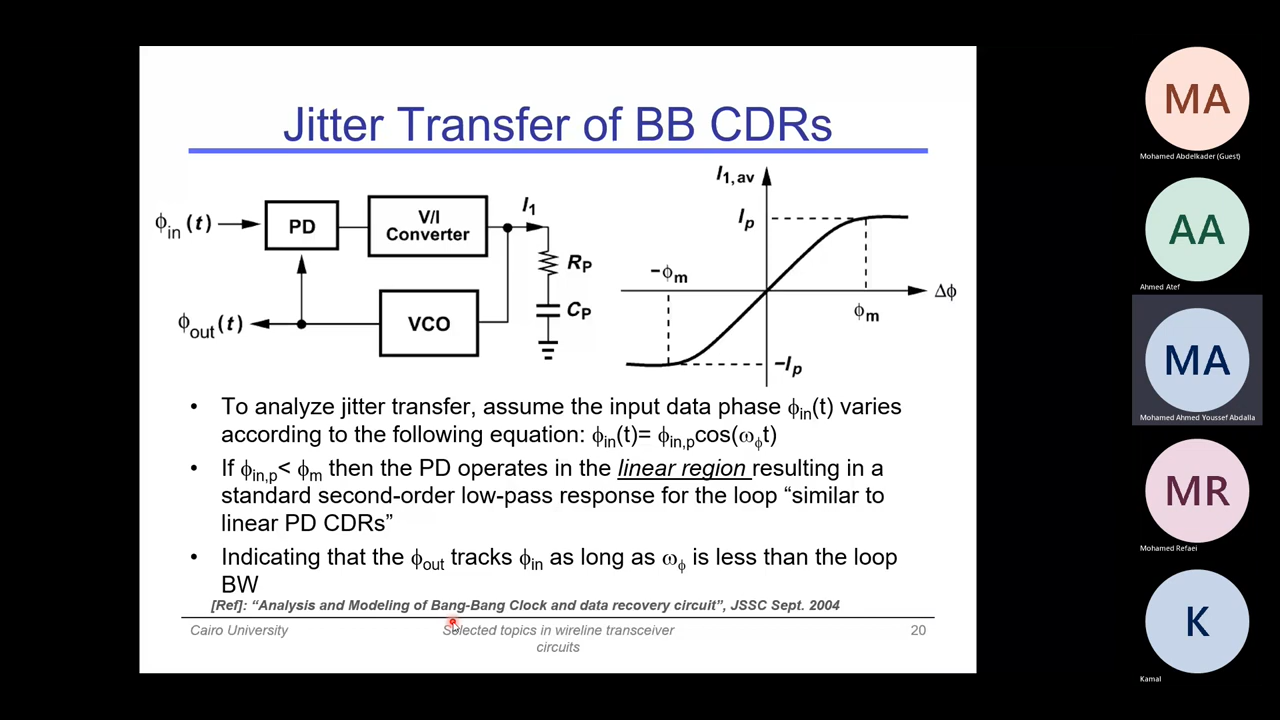 Jitter Transfer of BB CDRs
ϕin (t)
PD
V/I
Converter
I1
RP
CP
VCO
ϕout(t)
I1, av
Ip
−ϕm
Δϕ
ϕm
−Ip
• To analyze jitter transfer, assume the input data phase ϕin(t) varies
according to the following equation: ϕin(t)= ϕin,pcos(ωϕt)
• If ϕin,p< ϕm then the PD operates in the linear region resulting in a
standard second-order low-pass response for the loop “similar to
linear PD CDRs”
• Indicating that the ϕout tracks ϕin as long as ωϕ is less than the loop
BW
[Ref]: “Analysis and Modeling of Bang-Bang Clock and data recovery circuit”, JSSC Sept. 2004
Cairo University
Selected topics in wireline transceiver
circuits
20
MA
Mohamed Abdelkader (Guest)
AA
Ahmed Atef
MA
Mohamed Ahmed Youssef Abdalla
MR
Mohamed Refaei
K
Kamal